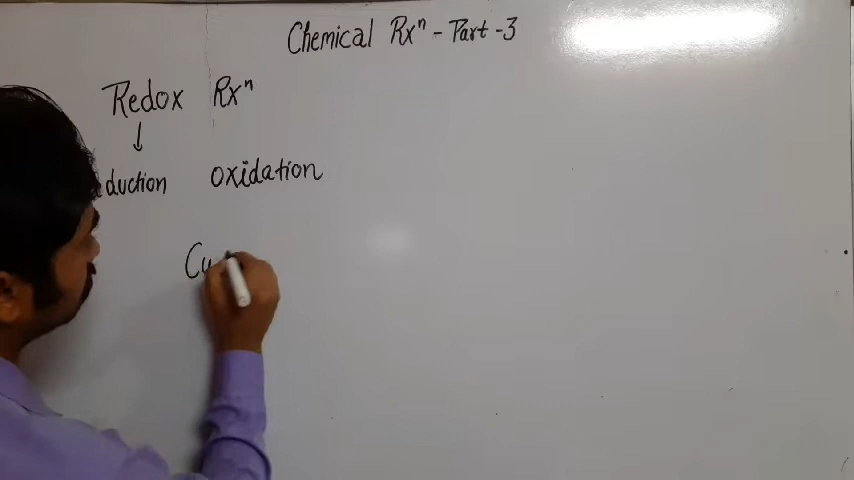 Chemical Rxⁿ - Part - 3
Redox Rxⁿ
↓
duction oxidation
Cu